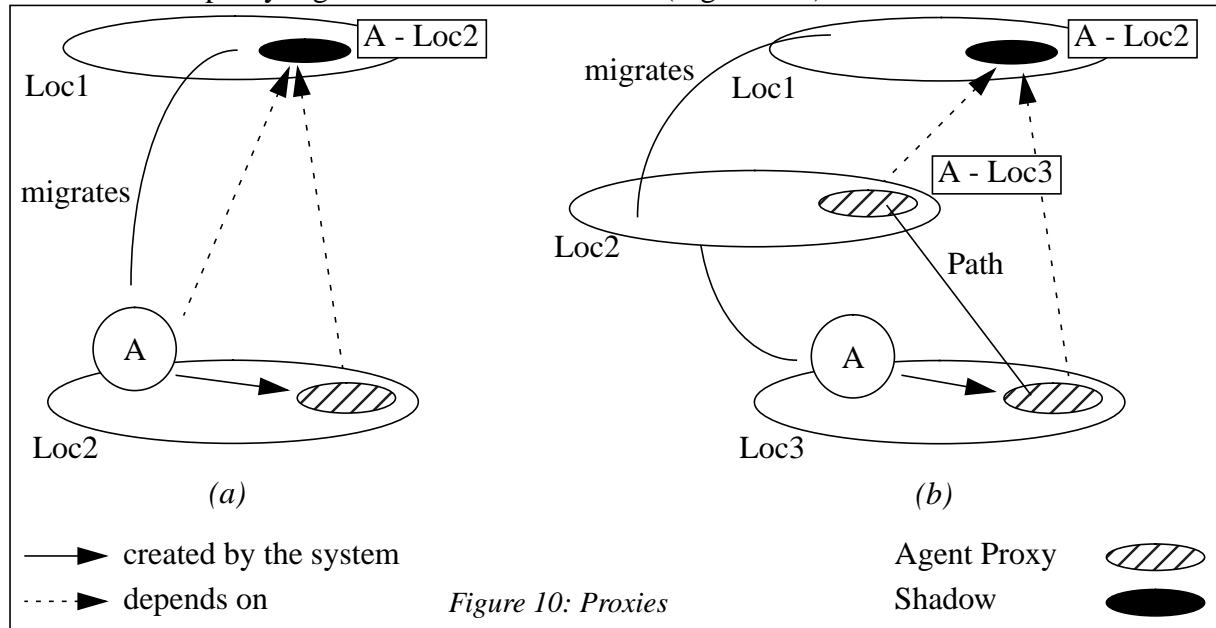 A - Loc2
Loc1
migrates
A
Loc2
(a)
A - Loc2
migrates
Loc1
A - Loc3
Loc2
Path
A
Loc3
(b)
created by the system
depends on
Figure 10: Proxies
Agent Proxy
Shadow